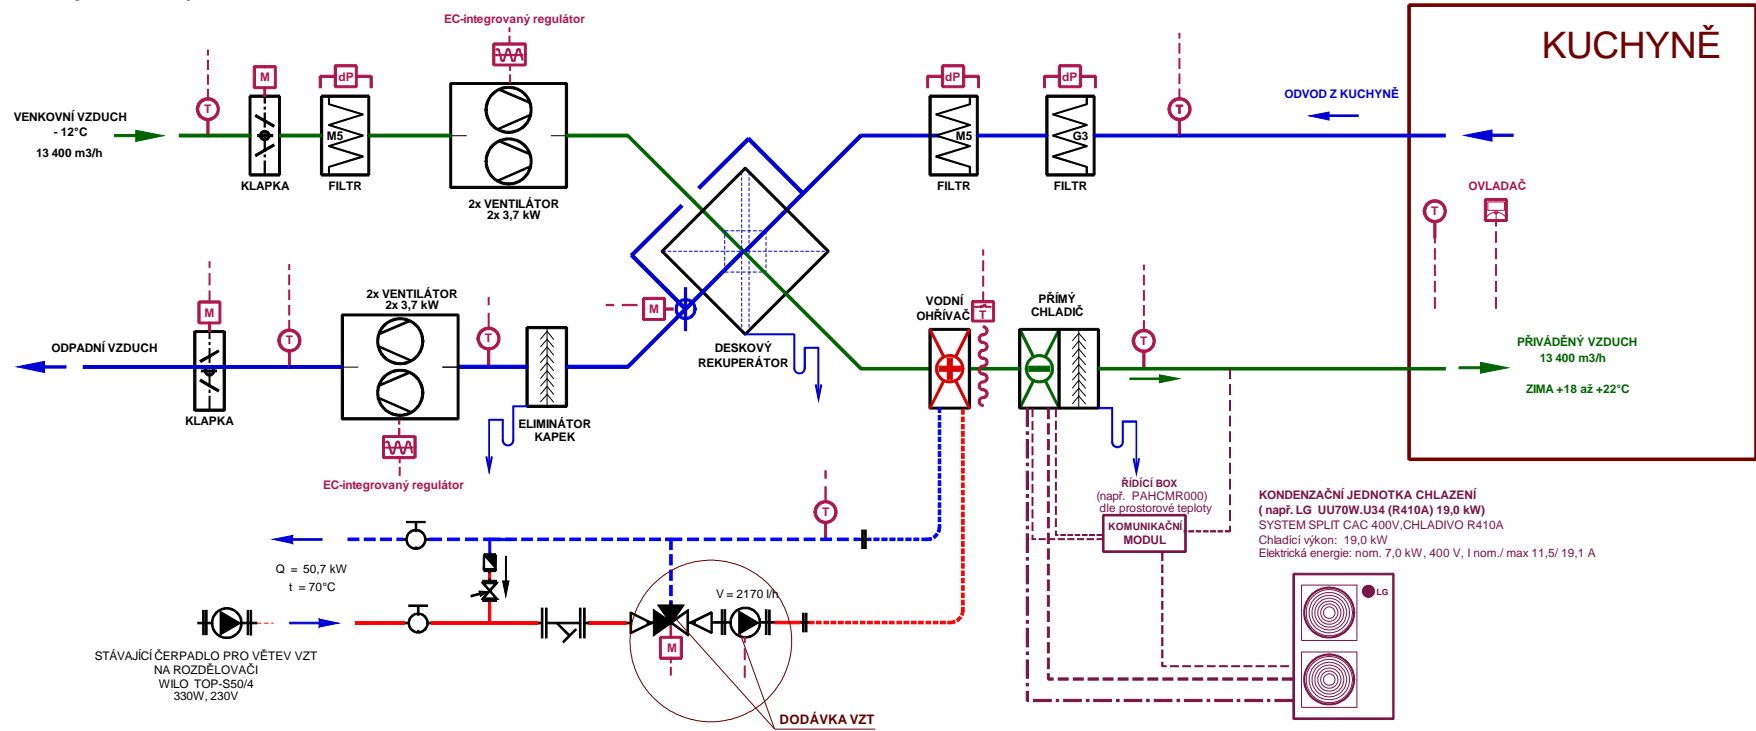 EC-integrovaný regulátor
KUCHYNĚ
M
dP
dP
dP
ODVOD Z KUCHYNĚ
T
T
VENKOVNÍ VZDUCH
- 12°C
13 400 m3/h
M5
M5
G3
KLAPKA
FILTR
FILTR
FILTR
OVLADAČ
2x VENTILÁTOR
2x 3,7 kW
T
2x VENTILÁTOR
2x 3,7 kW
M
M
VODNÍ
OHŘÍVAČ
T
PŘÍMÝ
CHLADIČ
T
T
T
ODPADNÍ VZDUCH
DESKOVÝ
REKUPERÁTOR
PŘIVÁDĚNÝ VZDUCH
13 400 m3/h
ZIMA +18 až +22°C
KLAPKA
ELIMINÁTOR
KAPEK
EC-integrovaný regulátor
T
ŘÍDÍCÍ BOX
(např. PAHCMR000)
dle prostorové teploty
KOMUNIKAČNÍ
MODUL
KONDENZAČNÍ JEDNOTKA CHLAZENÍ
( např. LG UU70W.U34 (R410A) 19,0 kW)
SYSTEM SPLIT CAC 400V,CHLADIVO R410A
Chladící výkon: 19,0 kW
Elektrická energie: nom. 7,0 kW, 400 V, I nom./ max 11,5/ 19,1 A
LG
Q = 50,7 kW
t = 70°C
V = 2170 l/h
M
STÁVAJÍCÍ ČERPADLO PRO VĚTEV VZT
NA ROZDĚLOVAČI
WILO TOP-S50/4
330W, 230V
DODÁVKA VZT